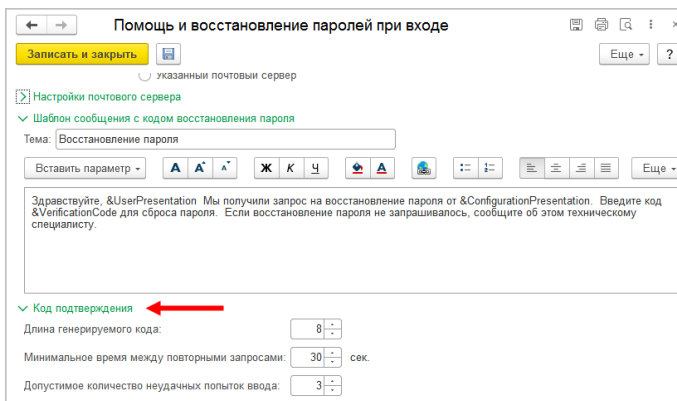 Помощь и восстановление паролей при входе
Записать и закрыть
Еще
?
Указанный почтовый сервер
Настройки почтового сервера
Шаблон сообщения с кодом восстановления пароля
Тема: Восстановление пароля
Вставить параметр
А А А Ж К Ч А Еще
Здравствуйте, &UserPresentation Мы получили запрос на восстановление пароля от &ConfigurationPresentation. Введите код
&VerificationCode для сброса пароля. Если восстановление пароля не запрашивалось, сообщите об этом техническому
специалисту.
Код подтверждения
Длина генерируемого кода: 8
Минимальное время между повторными запросами: 30 сек.
Допустимое количество неудачных попыток ввода: 3